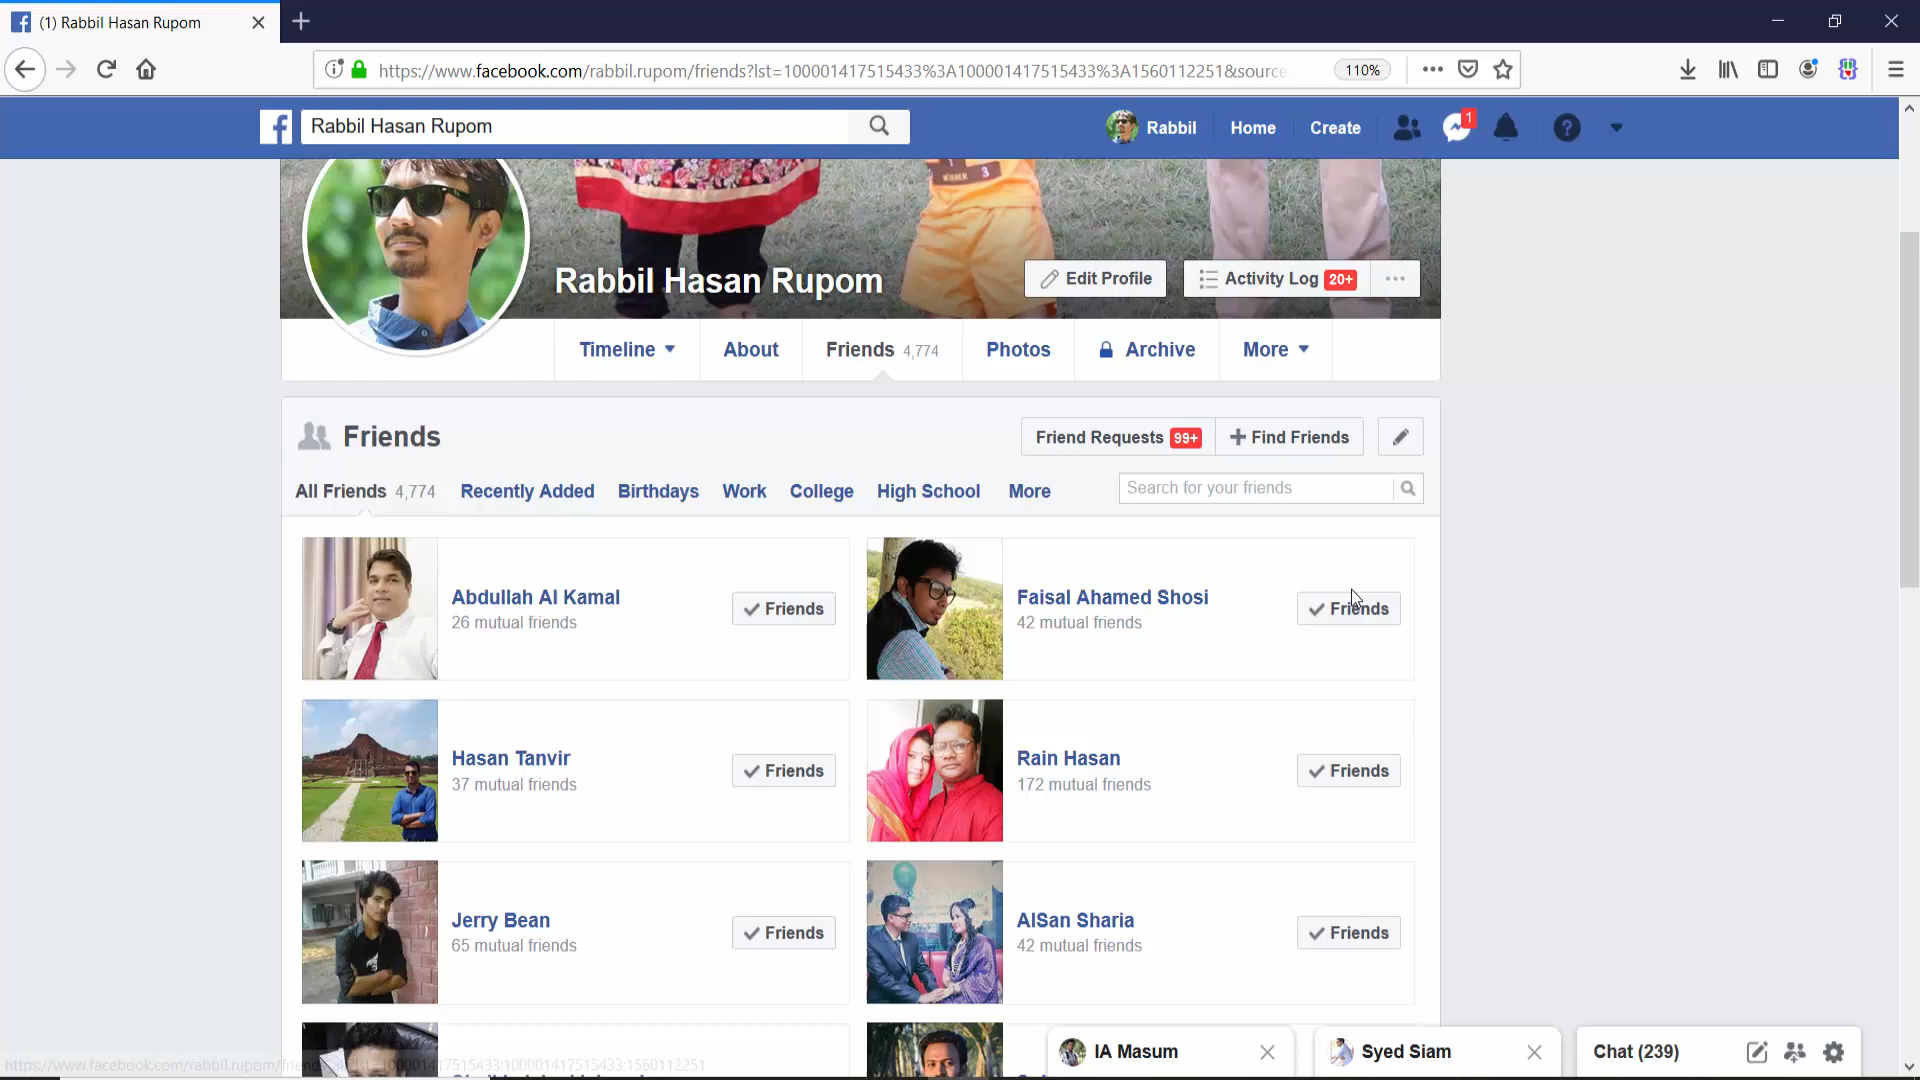 (1) Rabbil Hasan Rupom
https://www.facebook.com/rabbil.rupom/friends?lst=100001417515433%3A100001417515433%3A1560112251&source
110%
Rabbil Hasan Rupom
Rabbil
Home
Create
1
WINNER 3
Rabbil Hasan Rupom
Edit Profile
Activity Log 20+
Timeline
About
Friends 4,774
Photos
Archive
More
Friends
Friend Requests 99+
Find Friends
All Friends 4,774
Recently Added
Birthdays
Work
College
High School
More
Search for your friends
Abdullah Al Kamal
26 mutual friends
Friends
Faisal Ahamed Shosi
42 mutual friends
Friends
Hasan Tanvir
37 mutual friends
Friends
Rain Hasan
172 mutual friends
Friends
Jerry Bean
65 mutual friends
Friends
AlSan Sharia
42 mutual friends
Friends
IA Masum
Syed Siam
Chat (239)